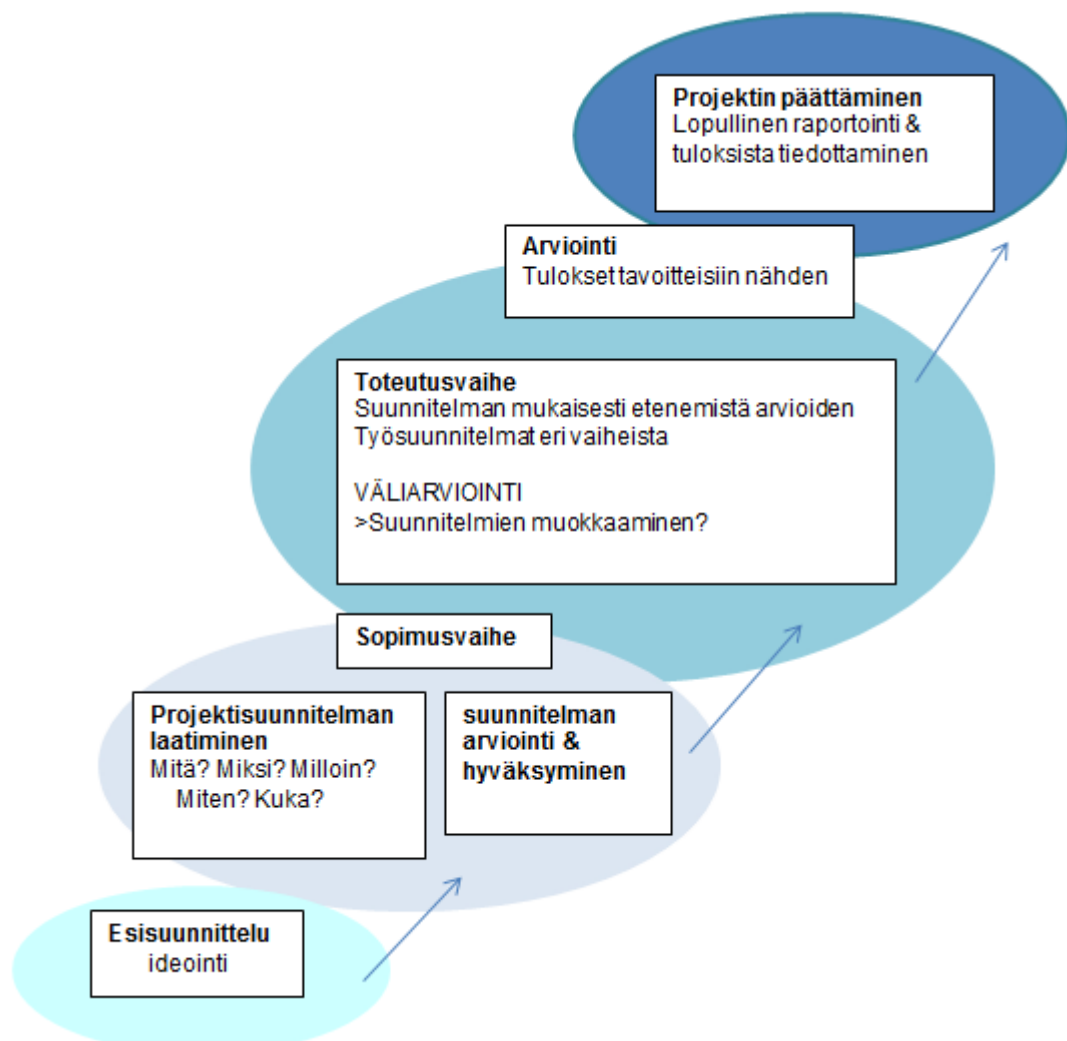 Projektin päättäminen
Lopullinen raportointi &
tuloksista tiedottaminen
Arviointi
Tulokset tavoitteisiin nähden
Toteutusvaihe
Suunnitelman mukaisesti etenemistä arvioiden
Työsuunnitelmat eri vaiheista
VÄLIARVIOINTI
>Suunnitelmien muokkaaminen?
Sopimusvaihe
Projektisuunnitelman
laatiminen
Mitä? Miksi? Milloin?
Miten? Kuka?
suunnitelman
arviointi &
hyväksyminen
Esisuunnittelu
ideointi